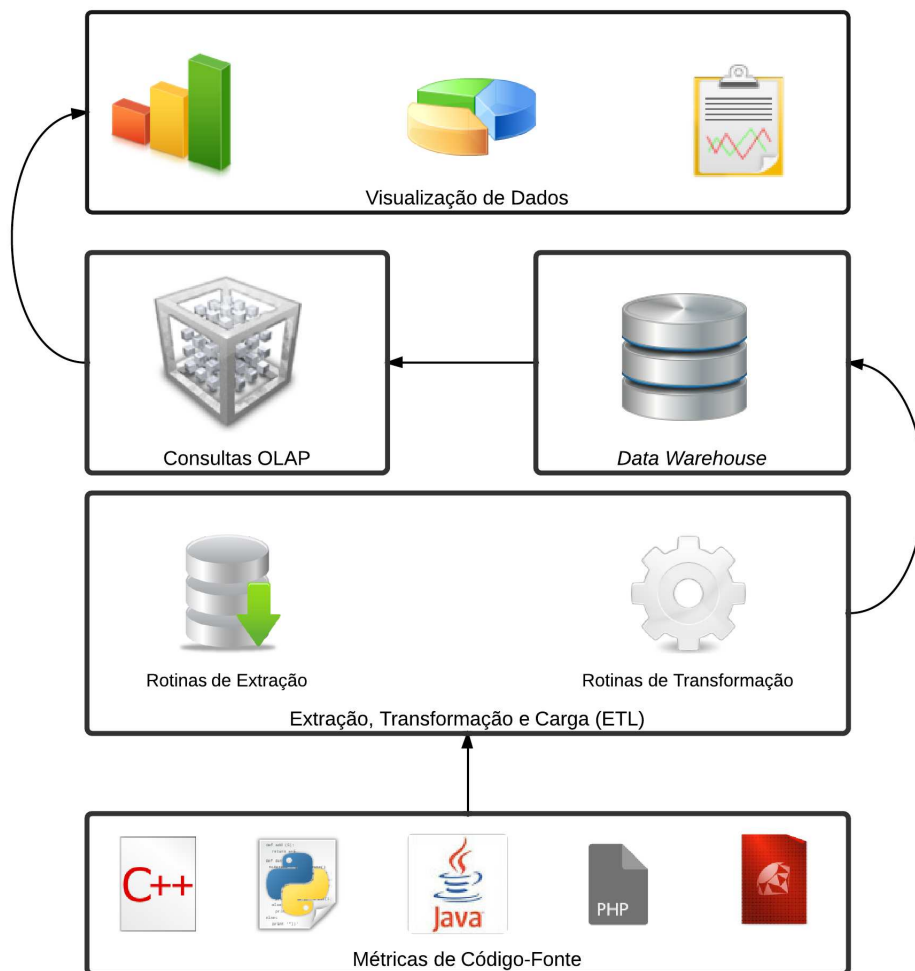 Visualização de Dados
Consultas OLAP
Data Warehouse
Rotinas de Extração
Rotinas de Transformação
Extração, Transformação e Carga (ETL)
C++
Java
PHP
Métricas de Código-Fonte